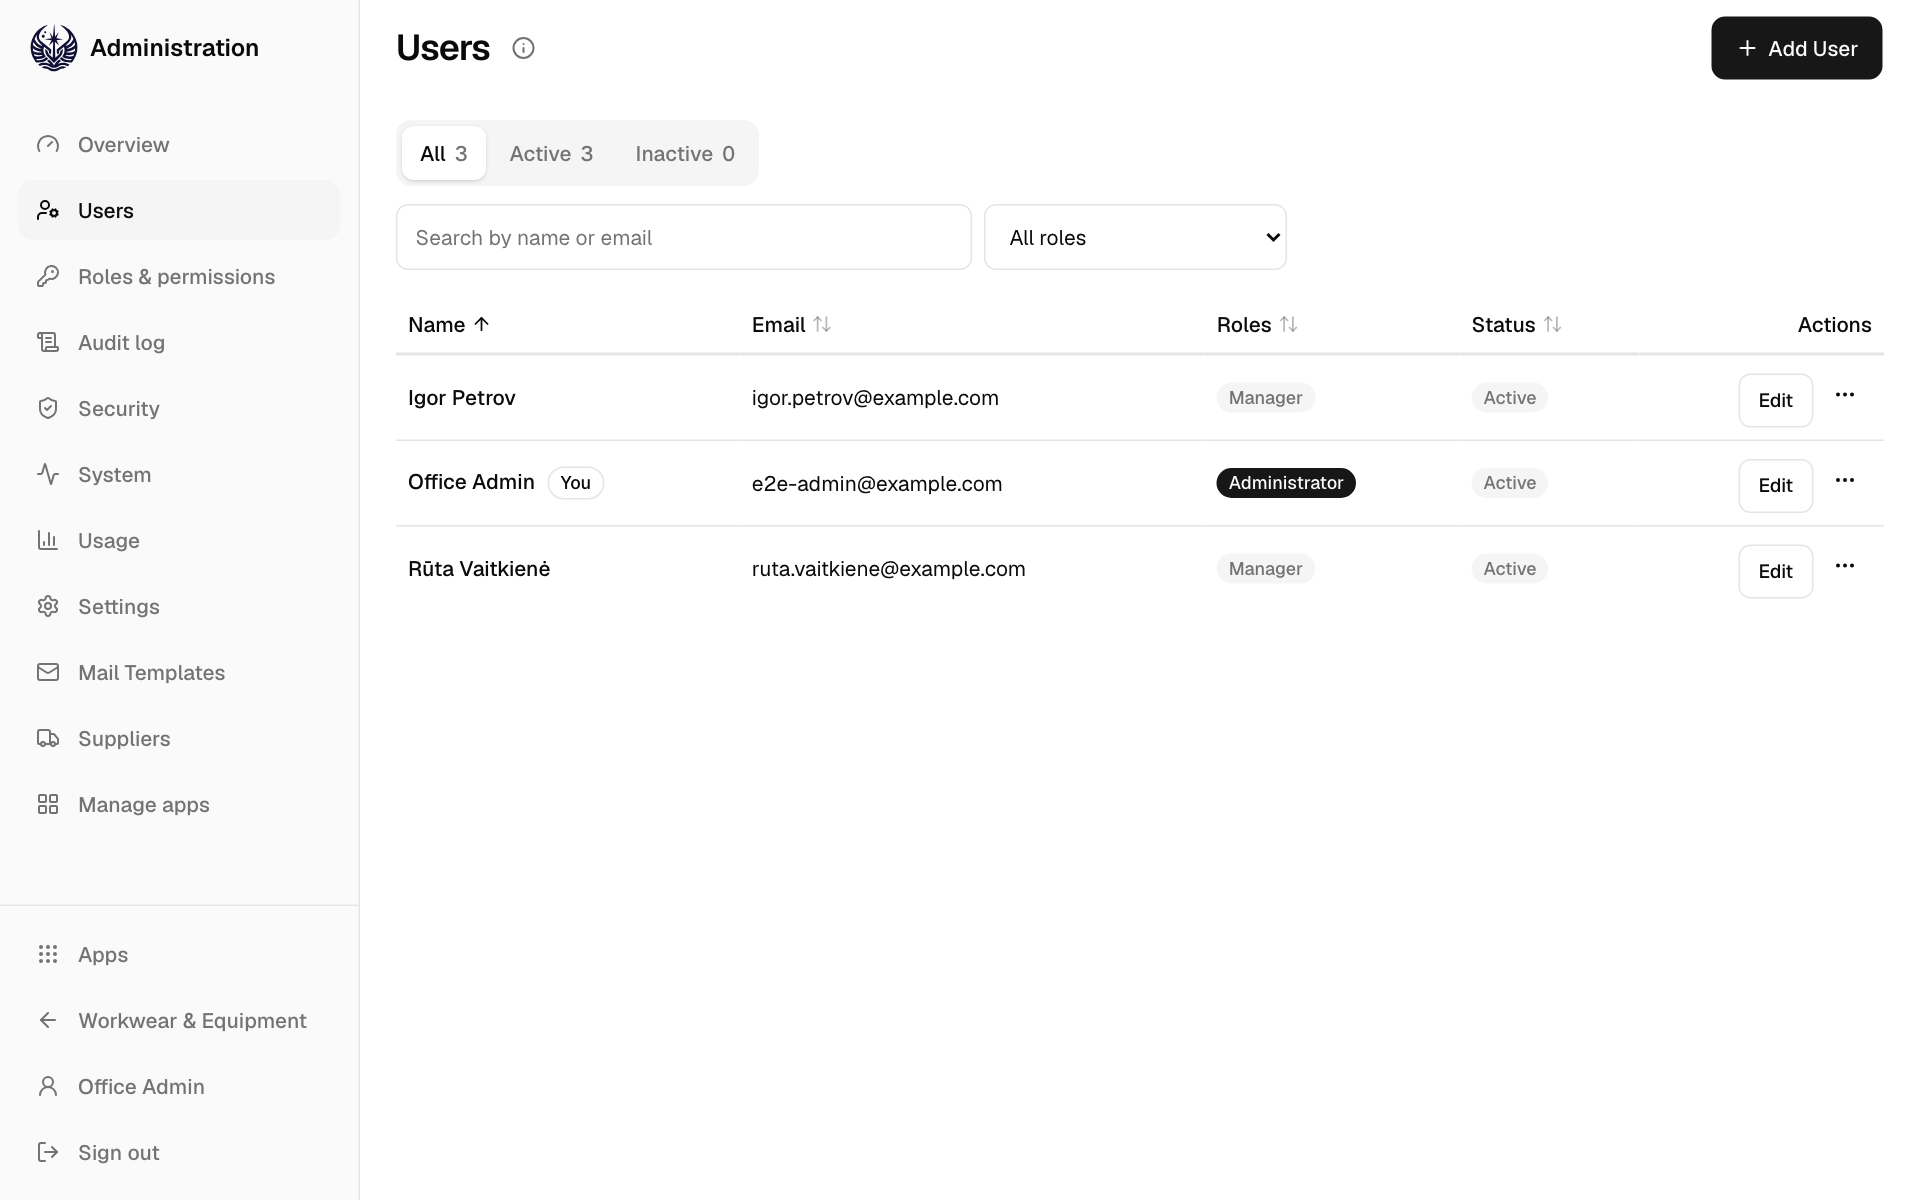 Administration
Overview
Users
Roles & permissions
Audit log
Security
System
Usage
Settings
Mail Templates
Suppliers
Manage apps
Apps
Workwear & Equipment
Office Admin
Sign out
Users
+ Add User
All 3 Active 3 Inactive 0
Search by name or email All roles
Name Email Roles Status Actions
Igor Petrov igor.petrov@example.com Manager Active Edit ...
Office Admin You e2e-admin@example.com Administrator Active Edit ...
Rūta Vaitkienė ruta.vaitkiene@example.com Manager Active Edit ...